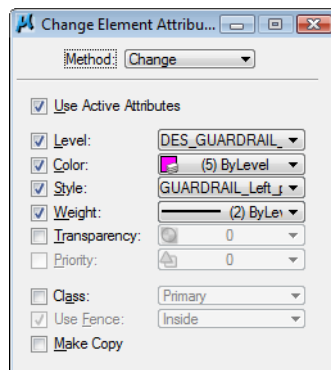 Change Element Attribu...
Method: Change
Use Active Attributes
Level: DES_GUARDRAIL_
Color: (5) ByLevel
Style: GUARDRAIL_Left_
Weight: (2) ByLev
Transparency: 0
Priority: 0
Class: Primary
Use Fence: Inside
Make Copy